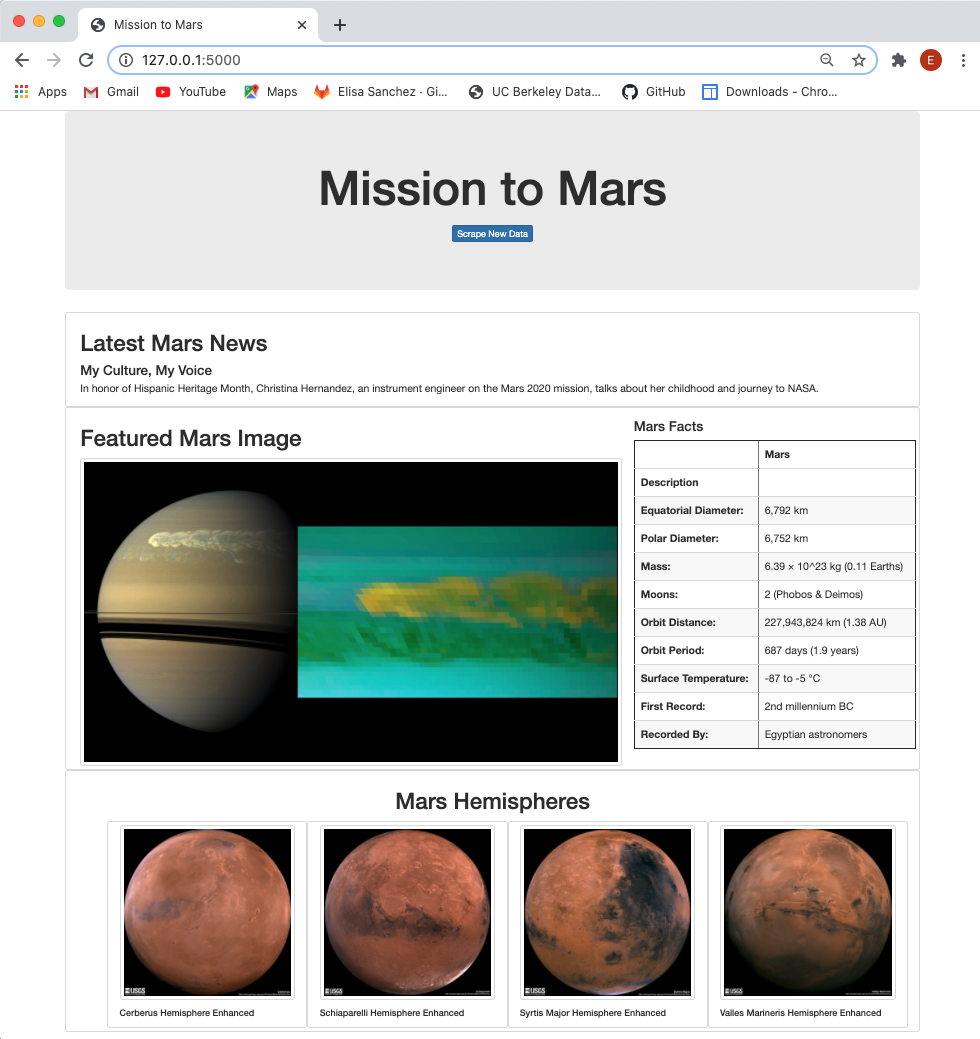 Mission to Mars
127.0.0.1:5000
E
Apps
Gmail
YouTube
Maps
Elisa Sanchez · Gi...
UC Berkeley Data...
GitHub
Downloads - Chro...
Mission to Mars
Scrape New Data
Latest Mars News
My Culture, My Voice
In honor of Hispanic Heritage Month, Christina Hernandez, an instrument engineer on the Mars 2020 mission, talks about her childhood and journey to NASA.
Featured Mars Image
Mars Facts
Mars
Description
Equatorial Diameter: 6,792 km
Polar Diameter: 6,752 km
Mass: 6.39 × 10^23 kg (0.11 Earths)
Moons: 2 (Phobos & Deimos)
Orbit Distance: 227,943,824 km (1.38 AU)
Orbit Period: 687 days (1.9 years)
Surface Temperature: -87 to -5 °C
First Record: 2nd millennium BC
Recorded By: Egyptian astronomers
Mars Hemispheres
USGS
USGS
USGS
USGS
Cerberus Hemisphere Enhanced
Schiaparelli Hemisphere Enhanced
Syrtis Major Hemisphere Enhanced
Valles Marineris Hemisphere Enhanced